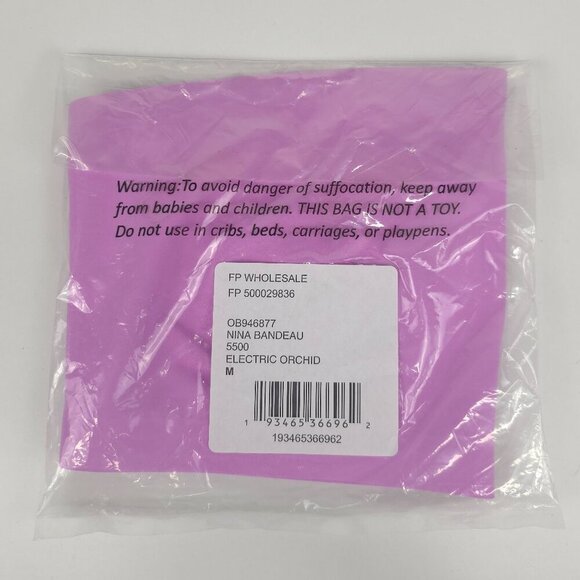 Warning:To avoid danger of suffocation, keep away
from babies and children. THIS BAG IS NOT A TOY.
Do not use in cribs, beds, carriages, or playpens.
FP WHOLESALE
FP 500029836
OB946877
NINA BANDEAU
5500
ELECTRIC ORCHID
M
1 93465 36696 2
193465366962